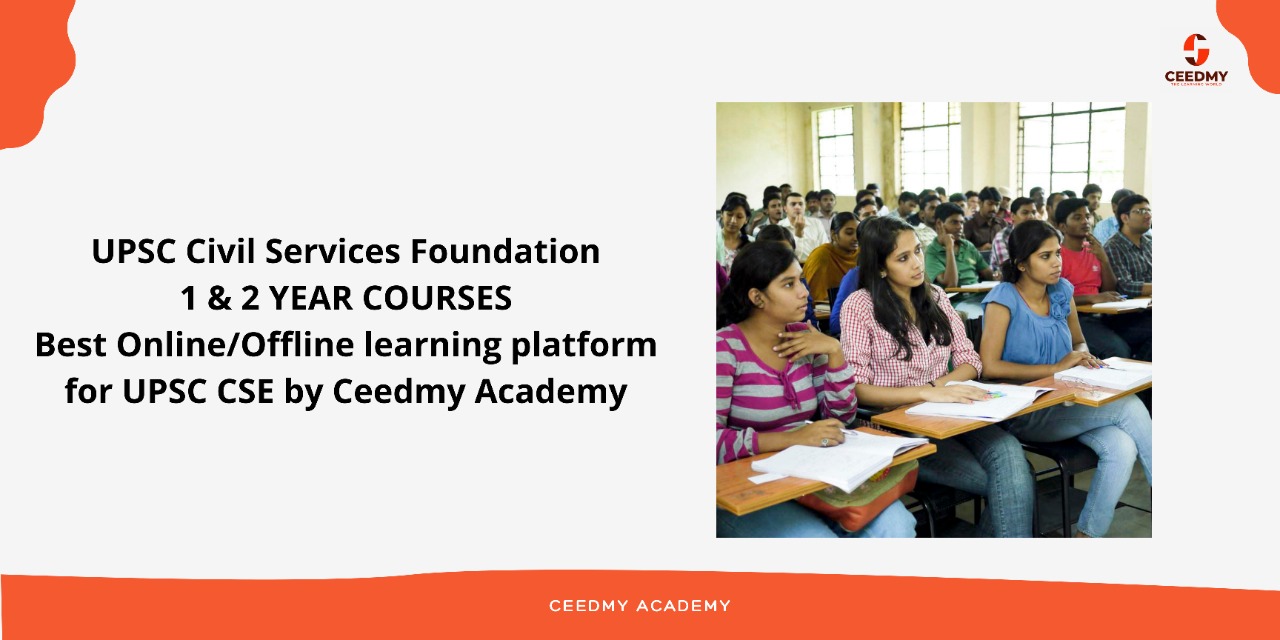 CEEDMY
THE LEARNING WORLD
UPSC Civil Services Foundation
1 & 2 YEAR COURSES
Best Online/Offline learning platform
for UPSC CSE by Ceedmy Academy
CEEDMY ACADEMY